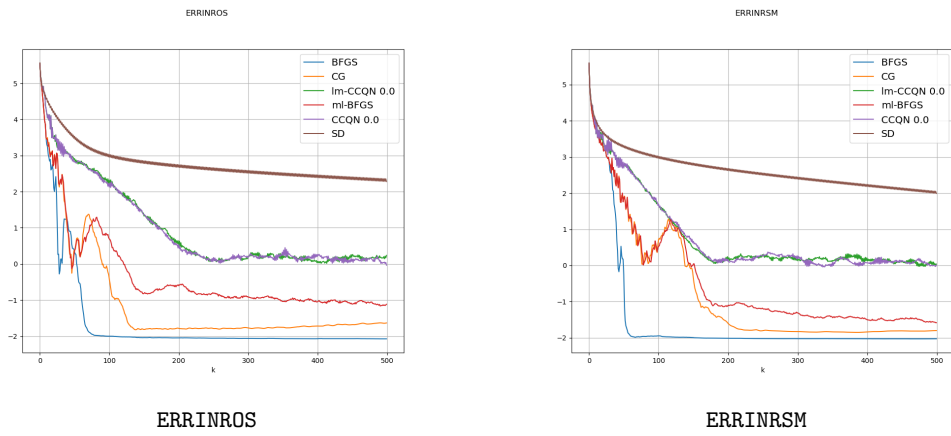 ERRINROS
5
4
3
2
1
0
−1
−2
0
100
200
300
400
500
k
BFGS
CG
lm-CCQN 0.0
ml-BFGS
CCQN 0.0
SD
ERRINROS
ERRINRSM
5
4
3
2
1
0
−1
−2
0
100
200
300
400
500
k
BFGS
CG
lm-CCQN 0.0
ml-BFGS
CCQN 0.0
SD
ERRINRSM